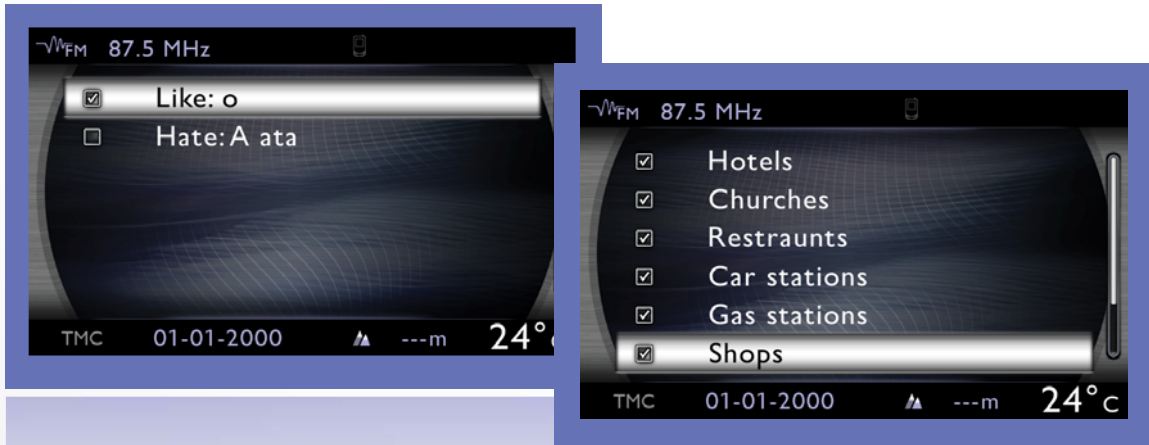 FM 87.5 MHz
Like: o
Hate: A ata
TMC 01-01-2000 ---m 24°c
FM 87.5 MHz
Hotels
Churches
Restraunts
Car stations
Gas stations
Shops
TMC 01-01-2000 ---m 24°c